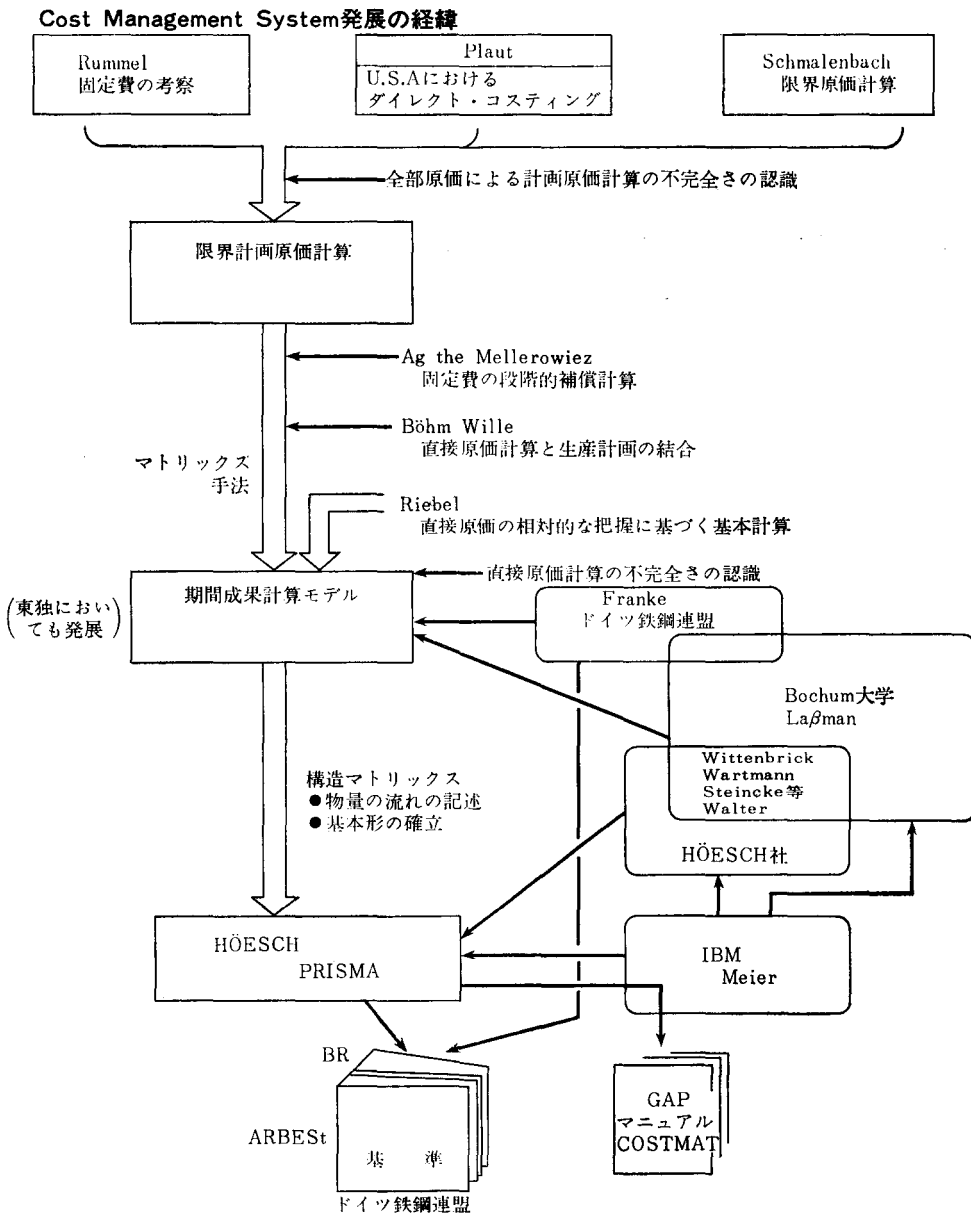 Cost Management System発展の経緯
Rummel
固定費の考察
Plaut
U.S.Aにおける
ダイレクト・コスティング
Schmalenbach
限界原価計算
全部原価による計画原価計算の不完全さの認識
限界計画原価計算
Ag the Mellerowiez
固定費の段階的補償計算
Böhm Wille
直接原価計算と生産計画の結合
マトリックズ
手法
Riebel
直接原価の相対的な把握に基づく基本計算
直接原価計算の不完全さの認識
(東独におい
ても発展)
期間成果計算モデル
Franke
ドイツ鉄鋼連盟
Bochum大学
Laβman
Wittenbrick
Wartmann
Steincke等
Walter
HÖESCH社
構造マトリックス
●物量の流れの記述
●基本形の確立
HÖESCH
PRISMA
IBM
Meier
BR
ARBESt
基 準
ドイツ鉄鋼連盟
GAP
マニュアル
COSTMAT